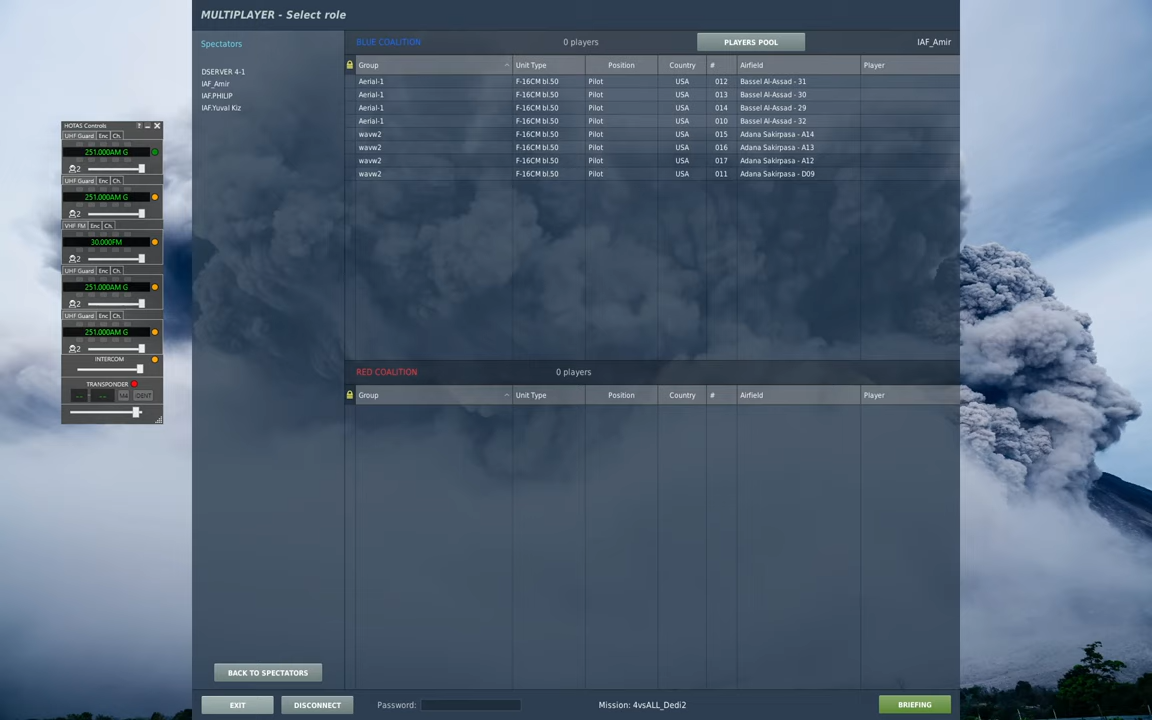 MULTIPLAYER - Select role
Spectators
BLUE COALITION 0 players PLAYERS POOL IAF_Amir
Group Unit Type Position Country # Airfield Player
DSERVER 4-1
IAF_Amir
IAF.PHILIP
IAF.Yuval Kiz
Aerial-1 F-16CM bl.50 Pilot USA 012 Bassel Al-Assad - 31
Aerial-1 F-16CM bl.50 Pilot USA 013 Bassel Al-Assad - 30
Aerial-1 F-16CM bl.50 Pilot USA 014 Bassel Al-Assad - 29
Aerial-1 F-16CM bl.50 Pilot USA 010 Bassel Al-Assad - 32
wavw2 F-16CM bl.50 Pilot USA 015 Adana Sakirpasa - A14
wavw2 F-16CM bl.50 Pilot USA 016 Adana Sakirpasa - A13
wavw2 F-16CM bl.50 Pilot USA 017 Adana Sakirpasa - A12
wavw2 F-16CM bl.50 Pilot USA 011 Adana Sakirpasa - D09
HOTAS Controls ?
UHF Guard Enc Ch.
251.000AM G
2
UHF Guard Enc Ch.
251.000AM G
2
VHF FM Enc Ch.
30.000FM
2
UHF Guard Enc Ch.
251.000AM G
2
UHF Guard Enc Ch.
251.000AM G
2
INTERCOM
TRANSPONDER
-- -- M4 IDENT
RED COALITION 0 players
Group Unit Type Position Country # Airfield Player
BACK TO SPECTATORS
EXIT DISCONNECT Password: Mission: 4vsALL_Dedi2 BRIEFING